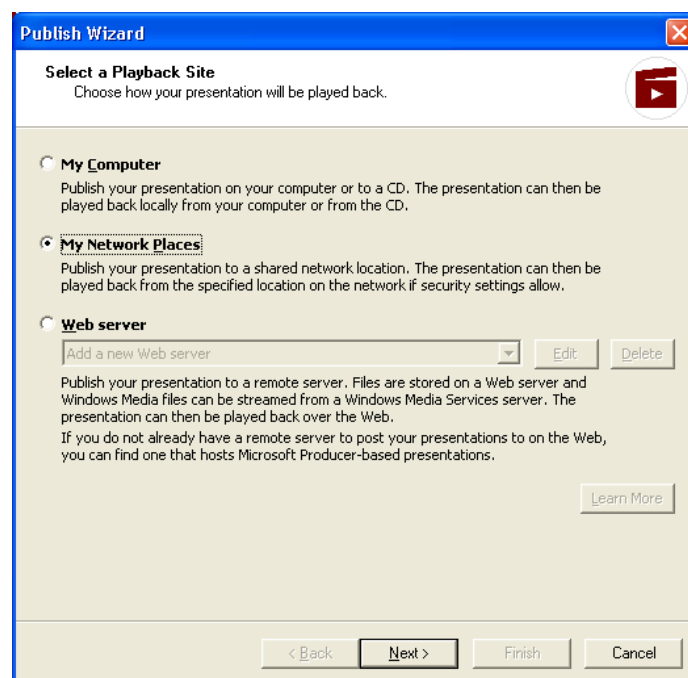 Publish Wizard
Select a Playback Site
Choose how your presentation will be played back.
My Computer
Publish your presentation on your computer or to a CD. The presentation can then be
played back locally from your computer or from the CD.
My Network Places
Publish your presentation to a shared network location. The presentation can then be
played back from the specified location on the network if security settings allow.
Web server
Add a new Web server
Edit
Delete
Publish your presentation to a remote server. Files are stored on a Web server and
Windows Media files can be streamed from a Windows Media Services server. The
presentation can then be played back over the Web.
If you do not already have a remote server to post your presentations to on the Web,
you can find one that hosts Microsoft Producer-based presentations.
Learn More
< Back
Next >
Finish
Cancel